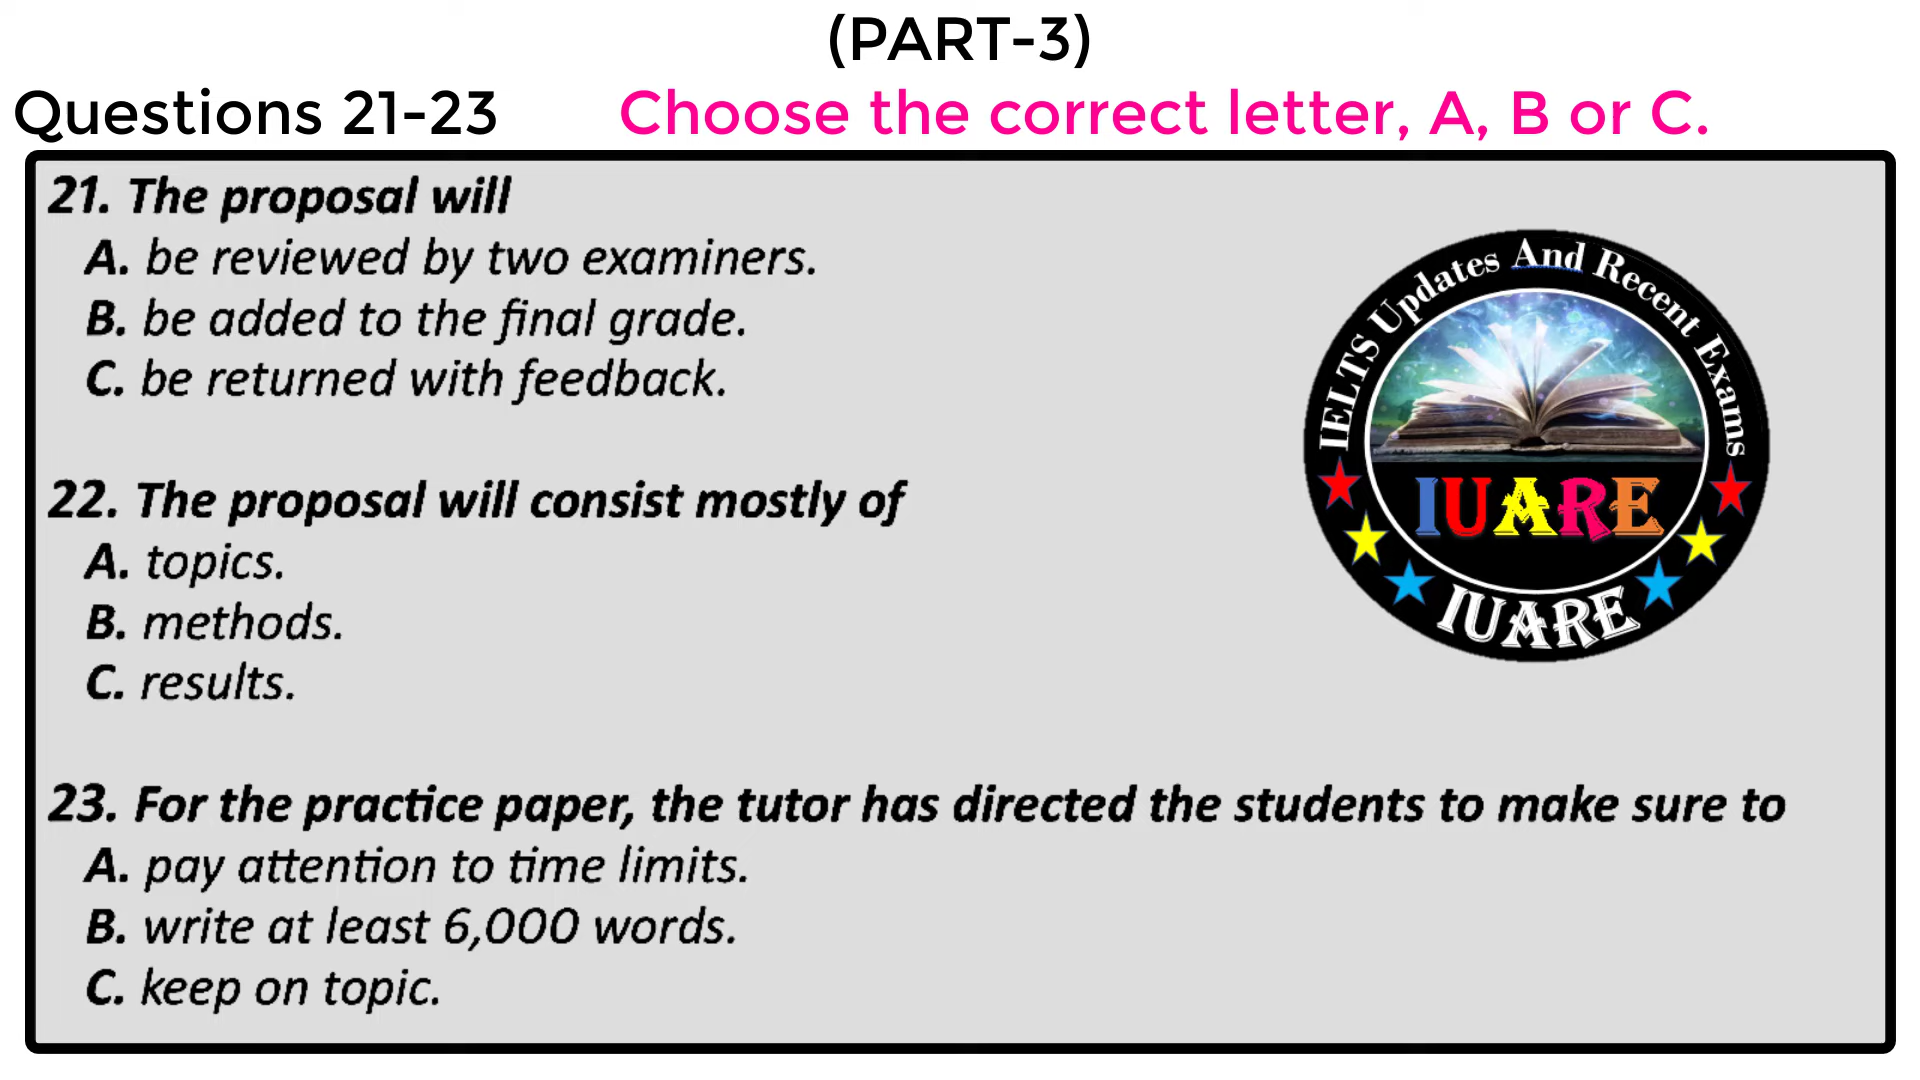 (PART-3)
Questions 21-23 Choose the correct letter, A, B or C.
21. The proposal will
A. be reviewed by two examiners.
B. be added to the final grade.
C. be returned with feedback.
22. The proposal will consist mostly of
A. topics.
B. methods.
C. results.
23. For the practice paper, the tutor has directed the students to make sure to
A. pay attention to time limits.
B. write at least 6,000 words.
C. keep on topic.
IELTS Updates And Recent Exams
IUARE
IUARE